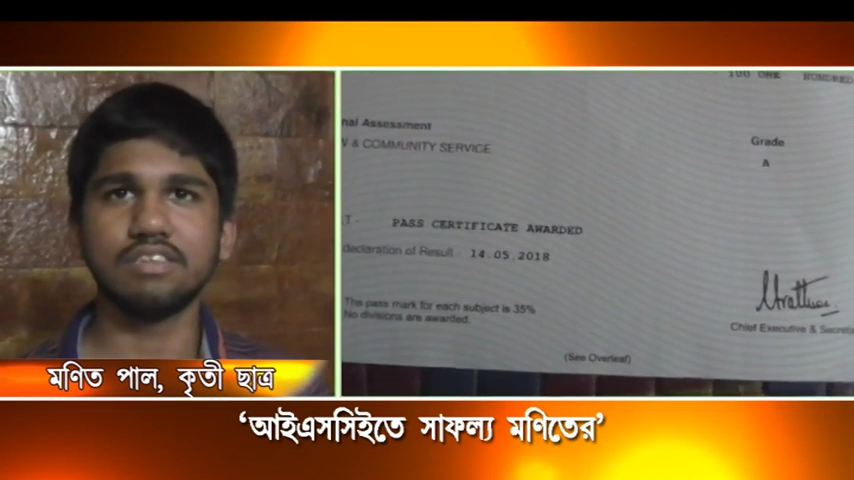 100 ONE HUNDRED
nal Assessment
Grade
W & COMMUNITY SERVICE
A
PASS CERTIFICATE AWARDED
declaration of Result - 14.05.2018
The pass mark for each subject is 35%
No divisions are awarded.
Chief Executive & Secreta
(See Overleaf)
মণিত পাল, কৃতী ছাত্র
‘আইএসসিইতে সাফল্য মণিতের’